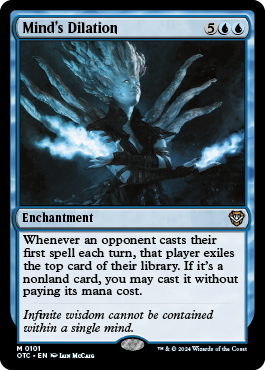 Mind's Dilation 5
Enchantment
Whenever an opponent casts their
first spell each turn, that player exiles
the top card of their library. If it's a
nonland card, you may cast it without
paying its mana cost.
Infinite wisdom cannot be contained
within a single mind.
M 0101
OTC • EN Iain McCaig
™ & © 2024 Wizards of the Coast